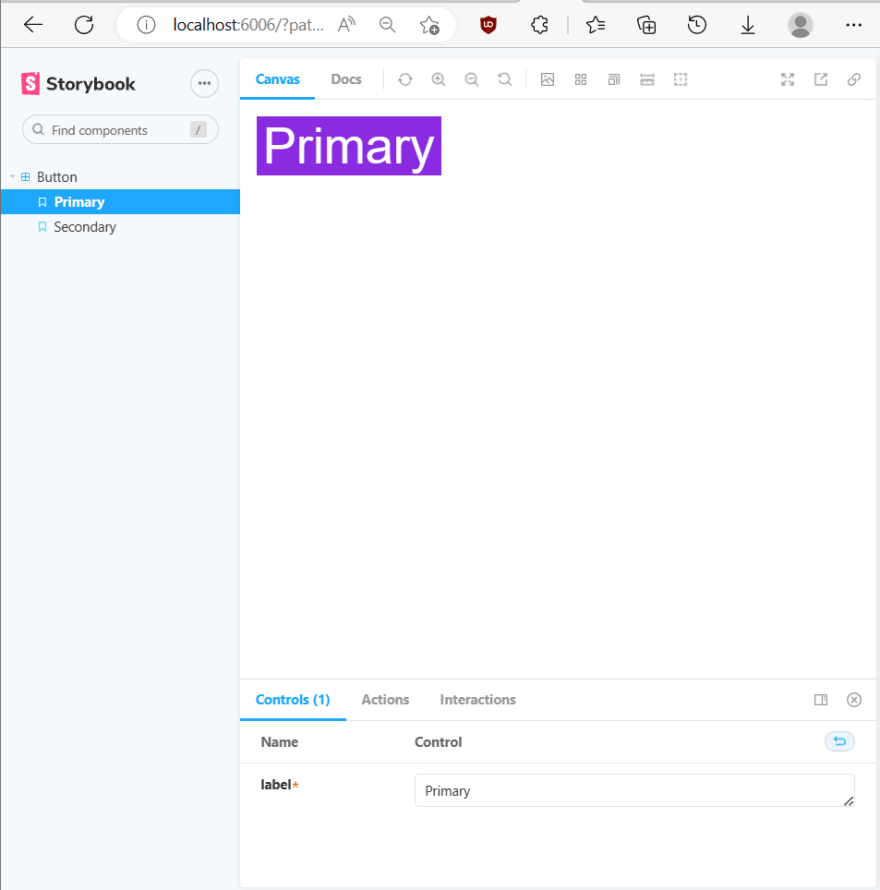 localhost:6006/?pat...
Storybook
Canvas Docs
Find components /
Primary
Button
Primary
Secondary
Controls (1) Actions Interactions
Name Control
label* Primary